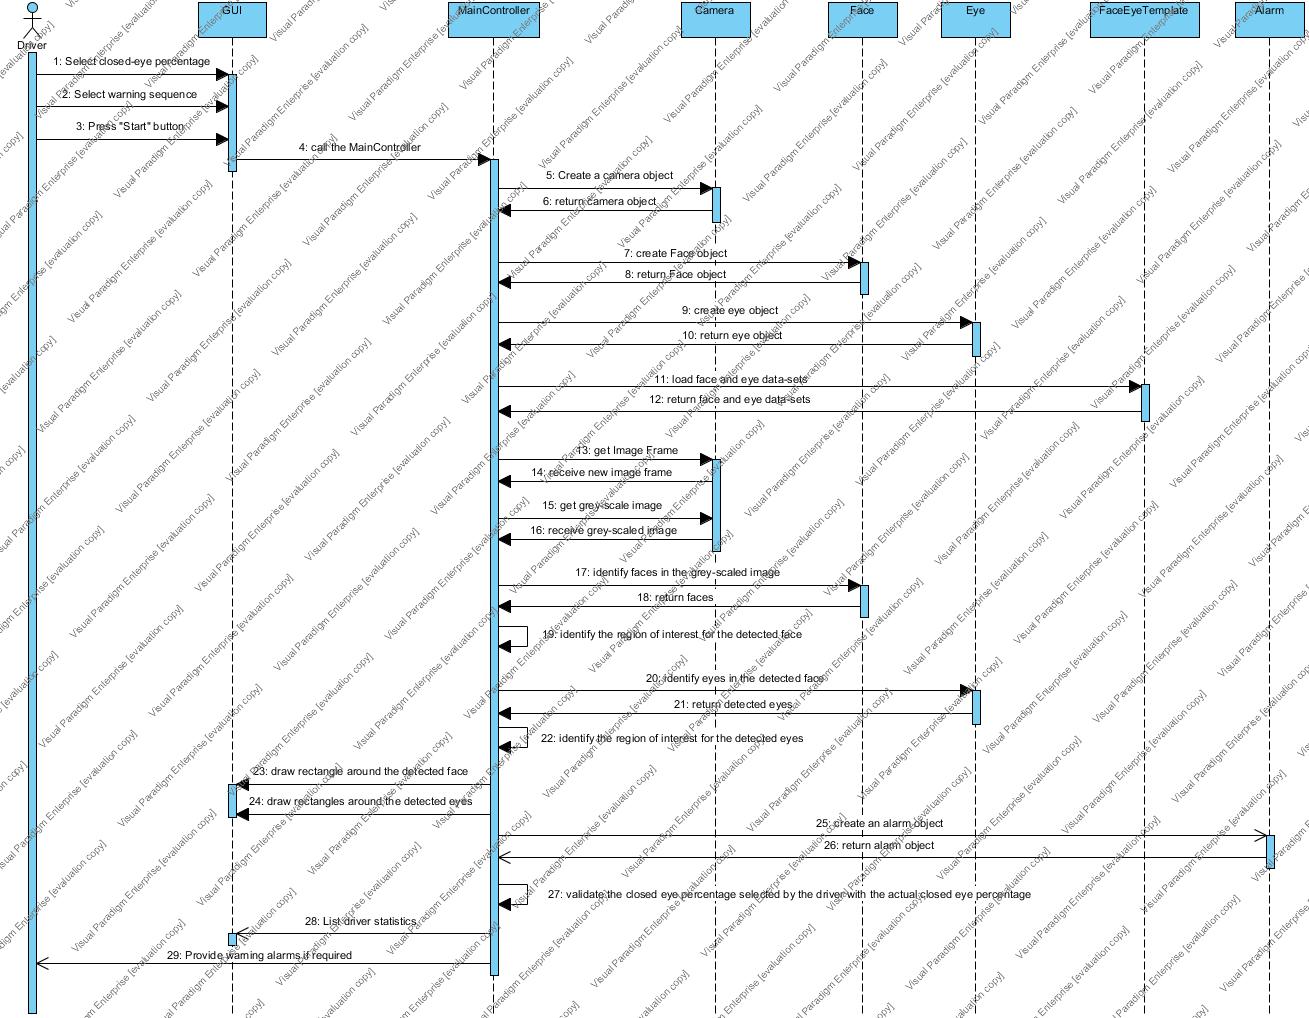 Driver
GUI
MainController
Camera
Face
Eye
FaceEyeTemplate
Alarm
1: Select closed-eye percentage
2: Select warning sequence
3: Press "Start" button
4: call the MainController
5: Create a camera object
6: return camera object
7: create Face object
8: return Face object
9: create eye object
10: return eye object
11: load face and eye data-sets
12: return face and eye data-sets
13: get Image Frame
14: receive new image frame
15: get grey-scale image
16: receive grey-scaled image
17: identify faces in the grey-scaled image
18: return faces
19: identify the region of interest for the detected face
20: identify eyes in the detected face
21: return detected eyes
22: identify the region of interest for the detected eyes
23: draw rectangle around the detected face
24: draw rectangles around the detected eyes
25: create an alarm object
26: return alarm object
27: validate the closed eye percentage selected by the driver with the actual closed eye percentage
28: List driver statistics
29: Provide warning alarms if required
Visual Paradigm Enterprise [evaluation copy]